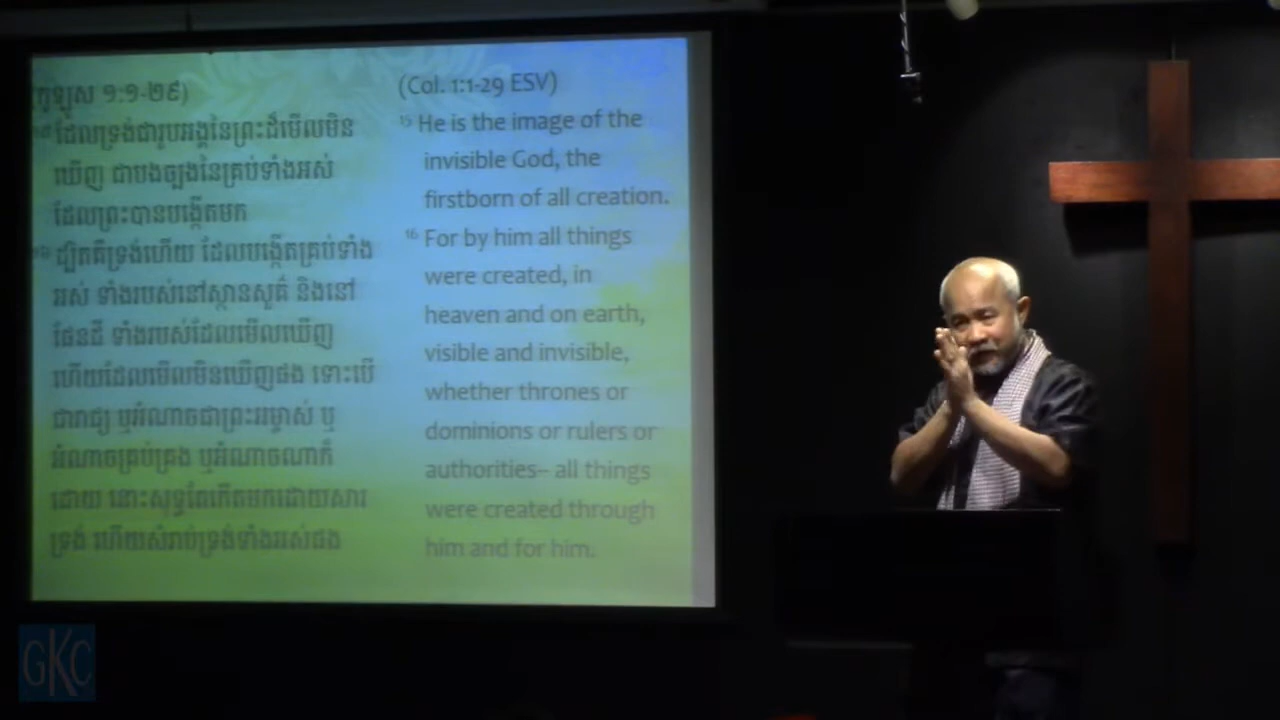 (កូឡុស ១:១-២៩)
ដែលទ្រង់ជារូបអង្គនៃព្រះដ៏មើលមិន
ឃើញ ជាបងច្បងនៃគ្រប់ទាំងអស់
ដែលព្រះបានបង្កើតមក
ដ្បិតគឺទ្រង់ហើយ ដែលបង្កើតគ្រប់ទាំង
អស់ ទាំងរបស់នៅស្ថានសួគ៌ និងនៅ
ផែនដី ទាំងរបស់ដែលមើលឃើញ
ហើយដែលមើលមិនឃើញផង ទោះបើ
ជារាជ្យ ឬអំណាចជាព្រះអម្ចាស់ ឬ
អំណាចគ្រប់គ្រង ឬអំណាចណាក៏
ដោយ នោះសុទ្ធតែកើតមកដោយសារ
ទ្រង់ ហើយសំរាប់ទ្រង់ទាំងអស់ផង
(Col. 1:1-29 ESV)
15 He is the image of the
invisible God, the
firstborn of all creation.
16 For by him all things
were created, in
heaven and on earth,
visible and invisible,
whether thrones or
dominions or rulers or
authorities-- all things
were created through
him and for him.
GKC